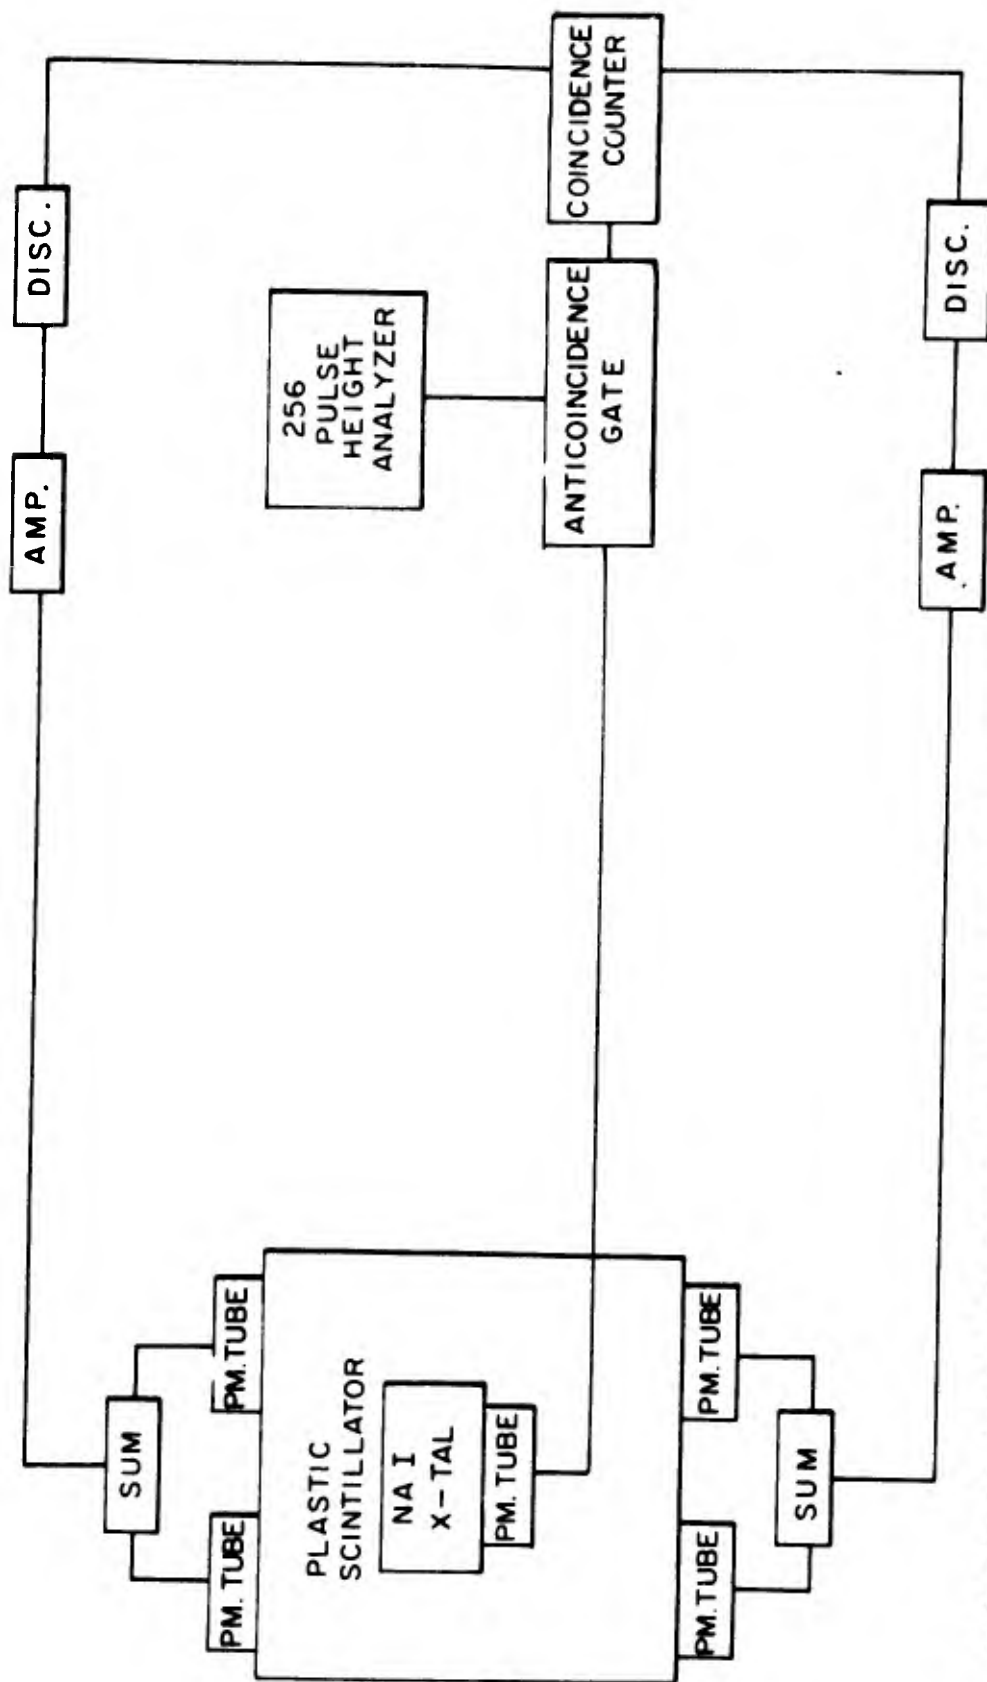 PM. TUBE
SUM
PM. TUBE
AMP.
DISC.
PLASTIC
SCINTILLATOR
NA I
X-TAL
PM. TUBE
256
PULSE
HEIGHT
ANALYZER
ANTICOINCIDENCE
GATE
COINCIDENCE
COUNTER
PM. TUBE
SUM
PM. TUBE
AMP.
DISC.